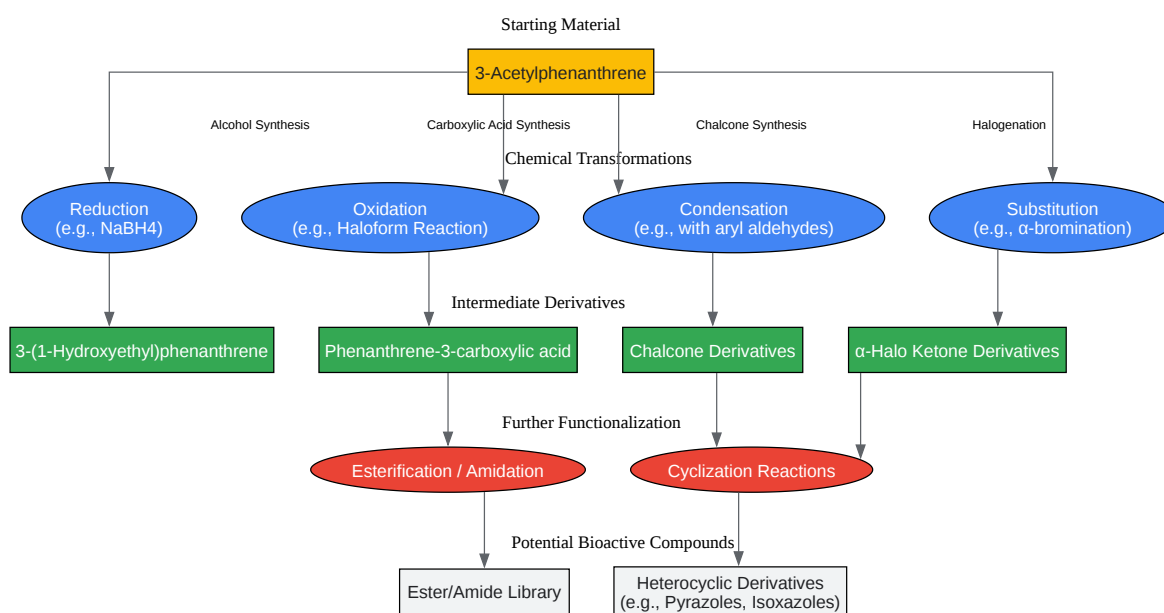 Starting Material
3-Acetylphenanthrene
Alcohol Synthesis
Carboxylic Acid Synthesis
Chalcone Synthesis
Halogenation
Chemical Transformations
Reduction
(e.g., NaBH4)
Oxidation
(e.g., Haloform Reaction)
Condensation
(e.g., with aryl aldehydes)
Substitution
(e.g., α-bromination)
Intermediate Derivatives
3-(1-Hydroxyethyl)phenanthrene
Phenanthrene-3-carboxylic acid
Chalcone Derivatives
α-Halo Ketone Derivatives
Further Functionalization
Esterification / Amidation
Cyclization Reactions
Potential Bioactive Compounds
Ester/Amide Library
Heterocyclic Derivatives
(e.g., Pyrazoles, Isoxazoles)